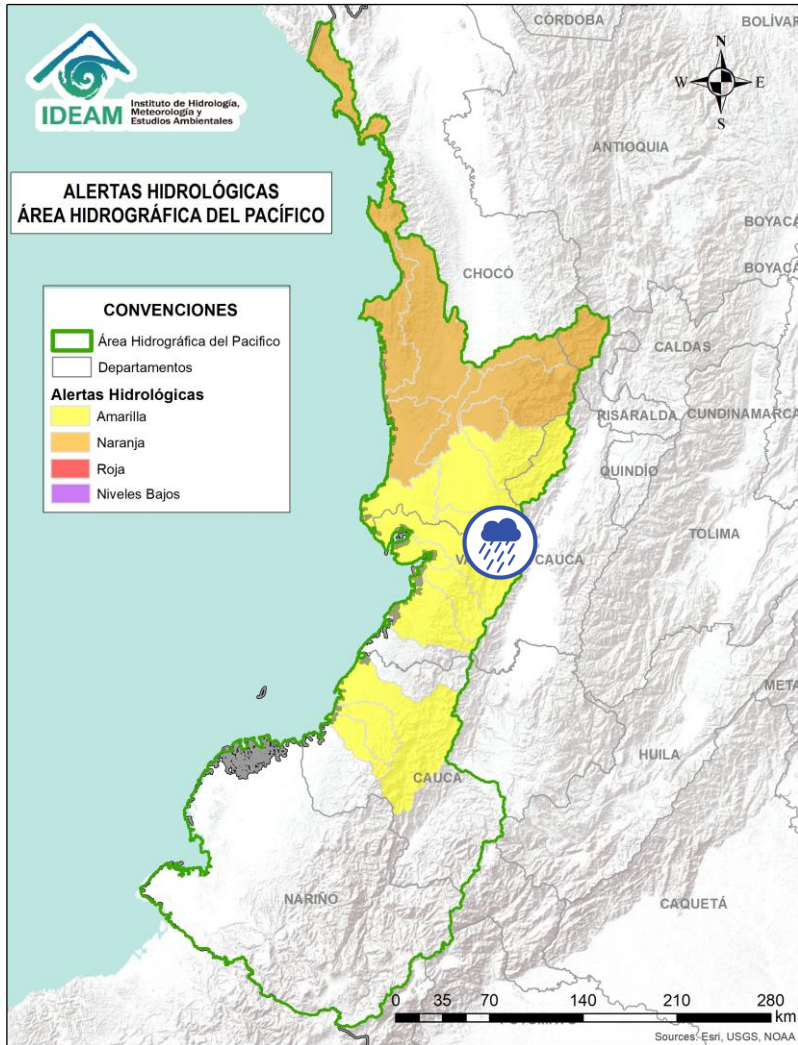 IDEAM
Instituto de Hidrología,
Meteorología y
Estudios Ambientales
ALERTAS HIDROLÓGICAS
ÁREA HIDROGRÁFICA DEL PACÍFICO
CONVENCIONES
Área Hidrográfica del Pacifico
Departamentos
Alertas Hidrológicas
Amarilla
Naranja
Roja
Niveles Bajos
N
W E
S
CÓRDOBA
BOLÍVAR
ANTIOQUIA
BOYACÁ
CHOCÓ
BOYACÁ
CALDAS
RISARALDA
CUNDINAMARCA
QUINDÍO
TOLIMA
CAUCA
META
HUILA
CAUCA
NARIÑO
CAQUETÁ
0 35 70 140 210 280
km
Sources: Esri, USGS, NOAA